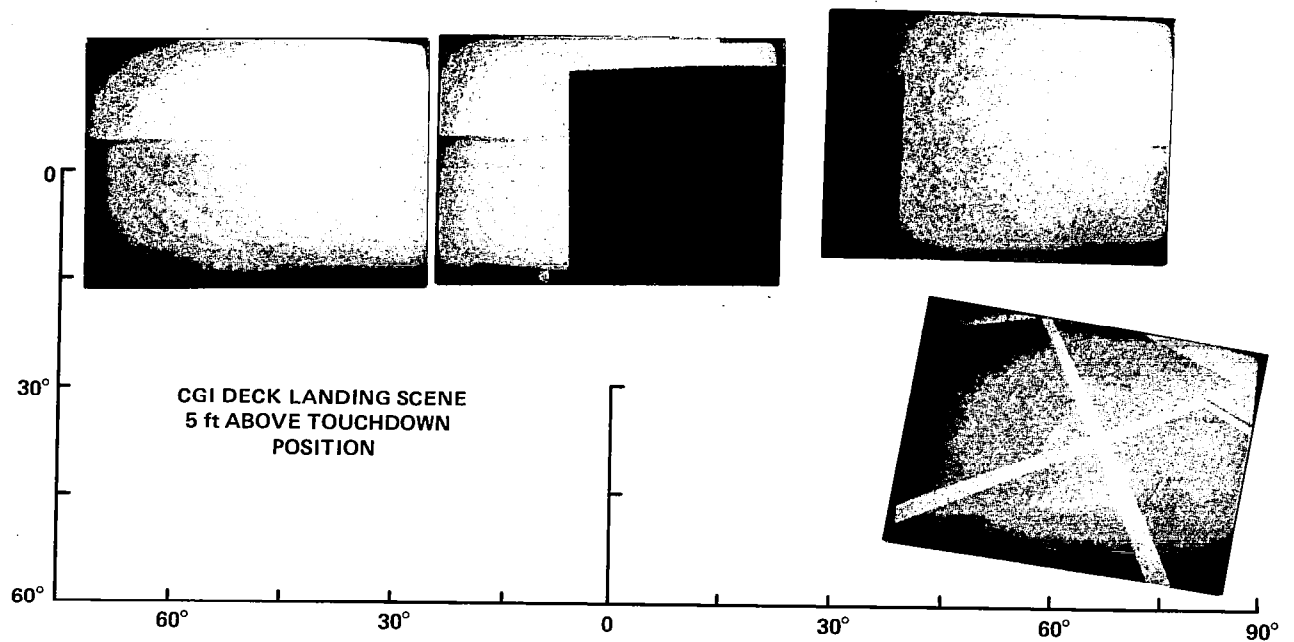 0
30°
CGI DECK LANDING SCENE
5 ft ABOVE TOUCHDOWN
POSITION
60°
60° 30° 0 30° 60° 90°